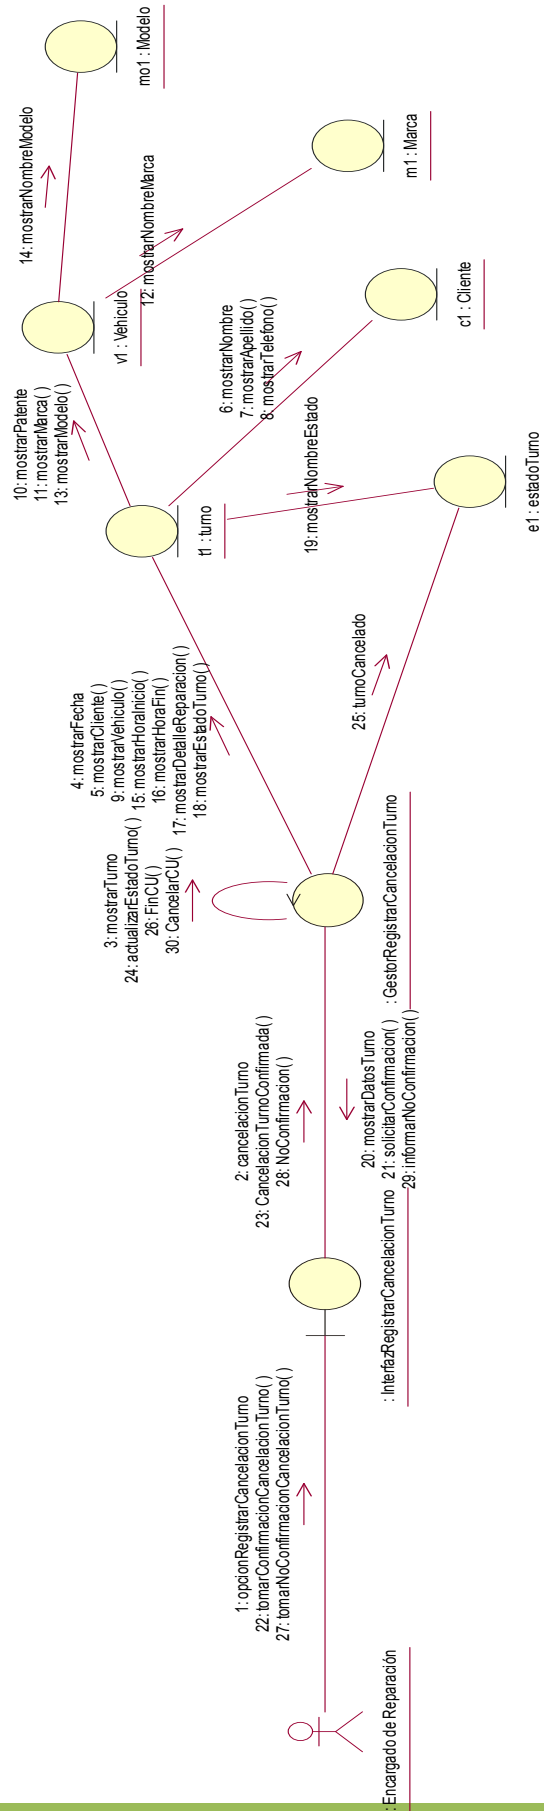 : Encargado de Reparación
1: opcionRegistrarCancelacionTurno
22: tomarConfirmacionCancelacionTurno( )
27: tomarNoConfirmacionCancelacionTurno( )
: InterfazRegistrarCancelacionTurno
2: cancelacionTurno
23: CancelacionTurnoConfirmada( )
28: NoConfirmacion( )
20: mostrarDatosTurno
21: solicitarConfirmacion( )
29: informarNoConfirmacion( )
: GestorRegistrarCancelacionTurno
3: mostrarTurno
24: actualizarEstadoTurno( )
26: FinCU( )
30: CancelarCU( )
4: mostrarFecha
5: mostrarCliente( )
9: mostrarVehiculo( )
15: mostrarHoraInicio( )
16: mostrarHoraFin( )
17: mostrarDetalleReparacion( )
18: mostrarEstadoTurno( )
25: turnoCancelado
t1 : turno
19: mostrarNombreEstado
e1 : estadoTurno
10: mostrarPatente
11: mostrarMarca( )
13: mostrarModelo( )
6: mostrarNombre
7: mostrarApellido( )
8: mostrarTelefono( )
c1 : Cliente
v1 : Vehiculo
12: mostrarNombreMarca
m1 : Marca
14: mostrarNombreModelo
mo1 : Modelo